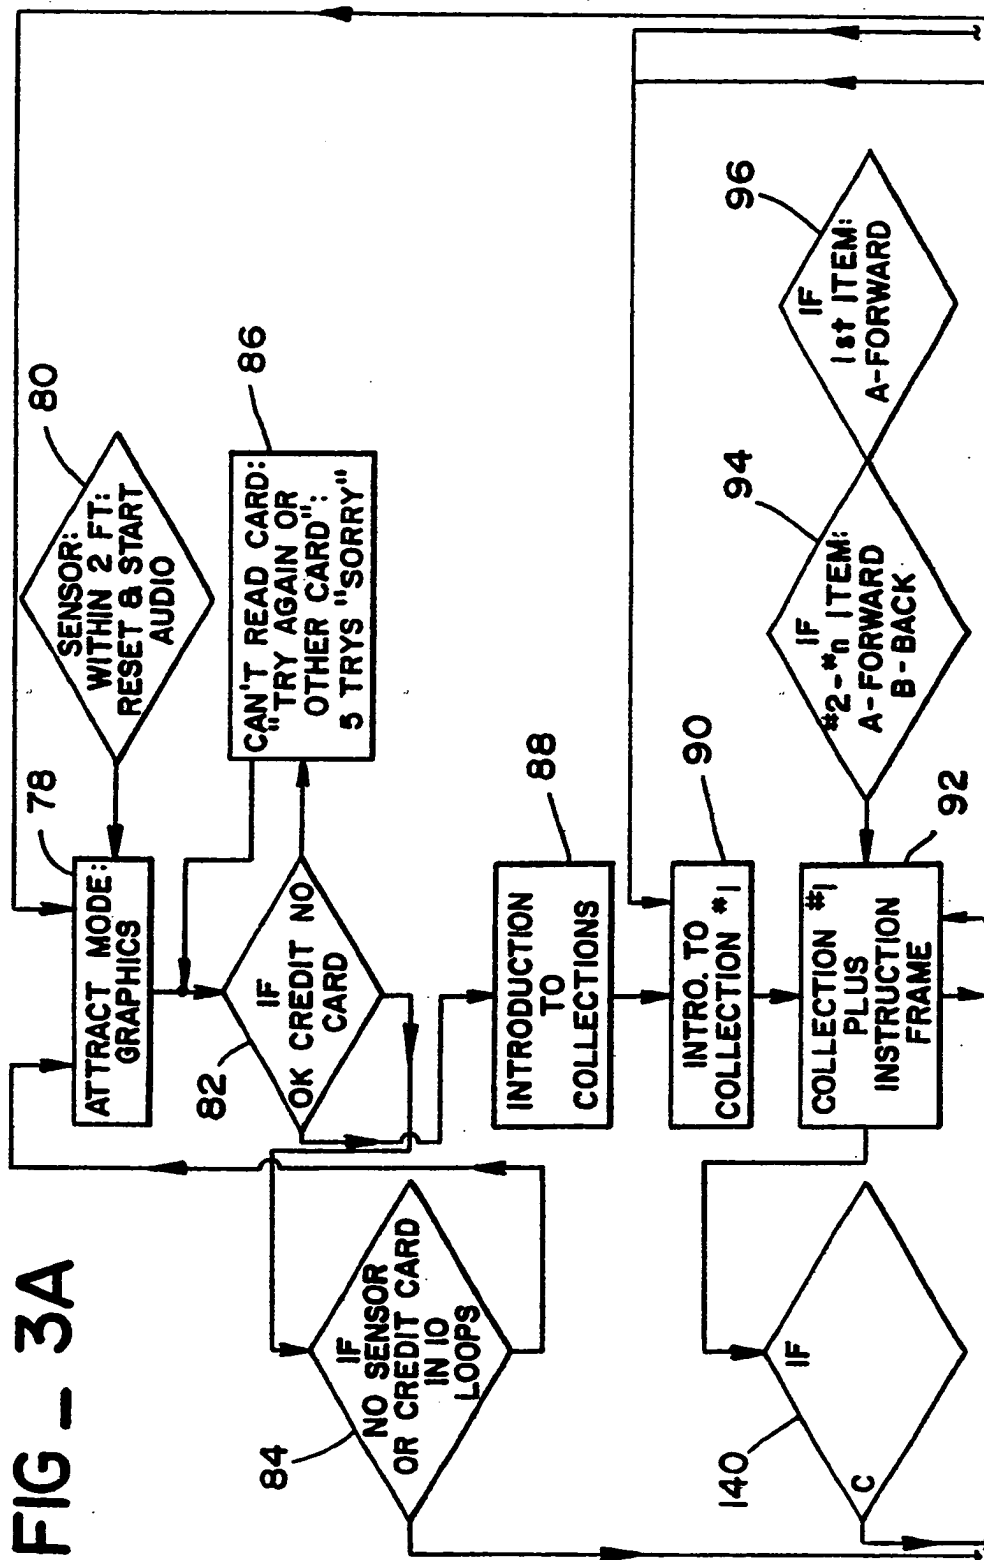 FIG - 3A
80
SENSOR:
WITHIN 2 FT:
RESET & START
AUDIO
78
ATTRACT MODE:
GRAPHICS
86
CAN'T READ CARD:
"TRY AGAIN OR
OTHER CARD":
5 TRYS "SORRY"
82
IF
OK CREDIT NO
CARD
84
IF
NO SENSOR
OR CREDIT CARD
IN 10
LOOPS
88
INTRODUCTION
TO
COLLECTIONS
90
INTRO. TO
COLLECTION #1
92
COLLECTION #1
PLUS
INSTRUCTION
FRAME
94
IF
#2-#n ITEM:
A-FORWARD
B-BACK
96
IF
1st ITEM:
A-FORWARD
140
IF
C